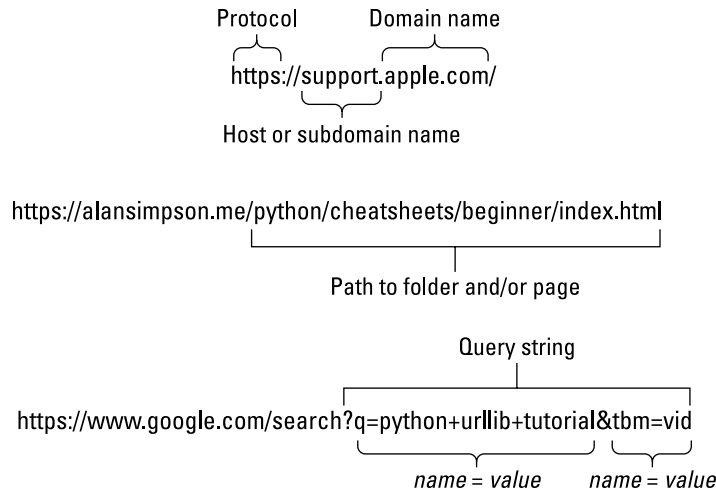 Protocol Domain name
https://support.apple.com/
Host or subdomain name
https://alansimpson.me/python/cheatsheets/beginner/index.html
Path to folder and/or page
Query string
https://www.google.com/search?q=python+urllib+tutorial&tbm=vid
name = value name = value